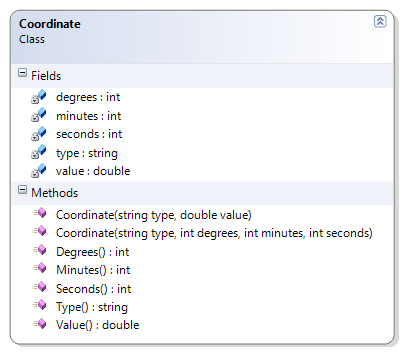 Coordinate
Class
Fields
degrees : int
minutes : int
seconds : int
type : string
value : double
Methods
Coordinate(string type, double value)
Coordinate(string type, int degrees, int minutes, int seconds)
Degrees() : int
Minutes() : int
Seconds() : int
Type() : string
Value() : double